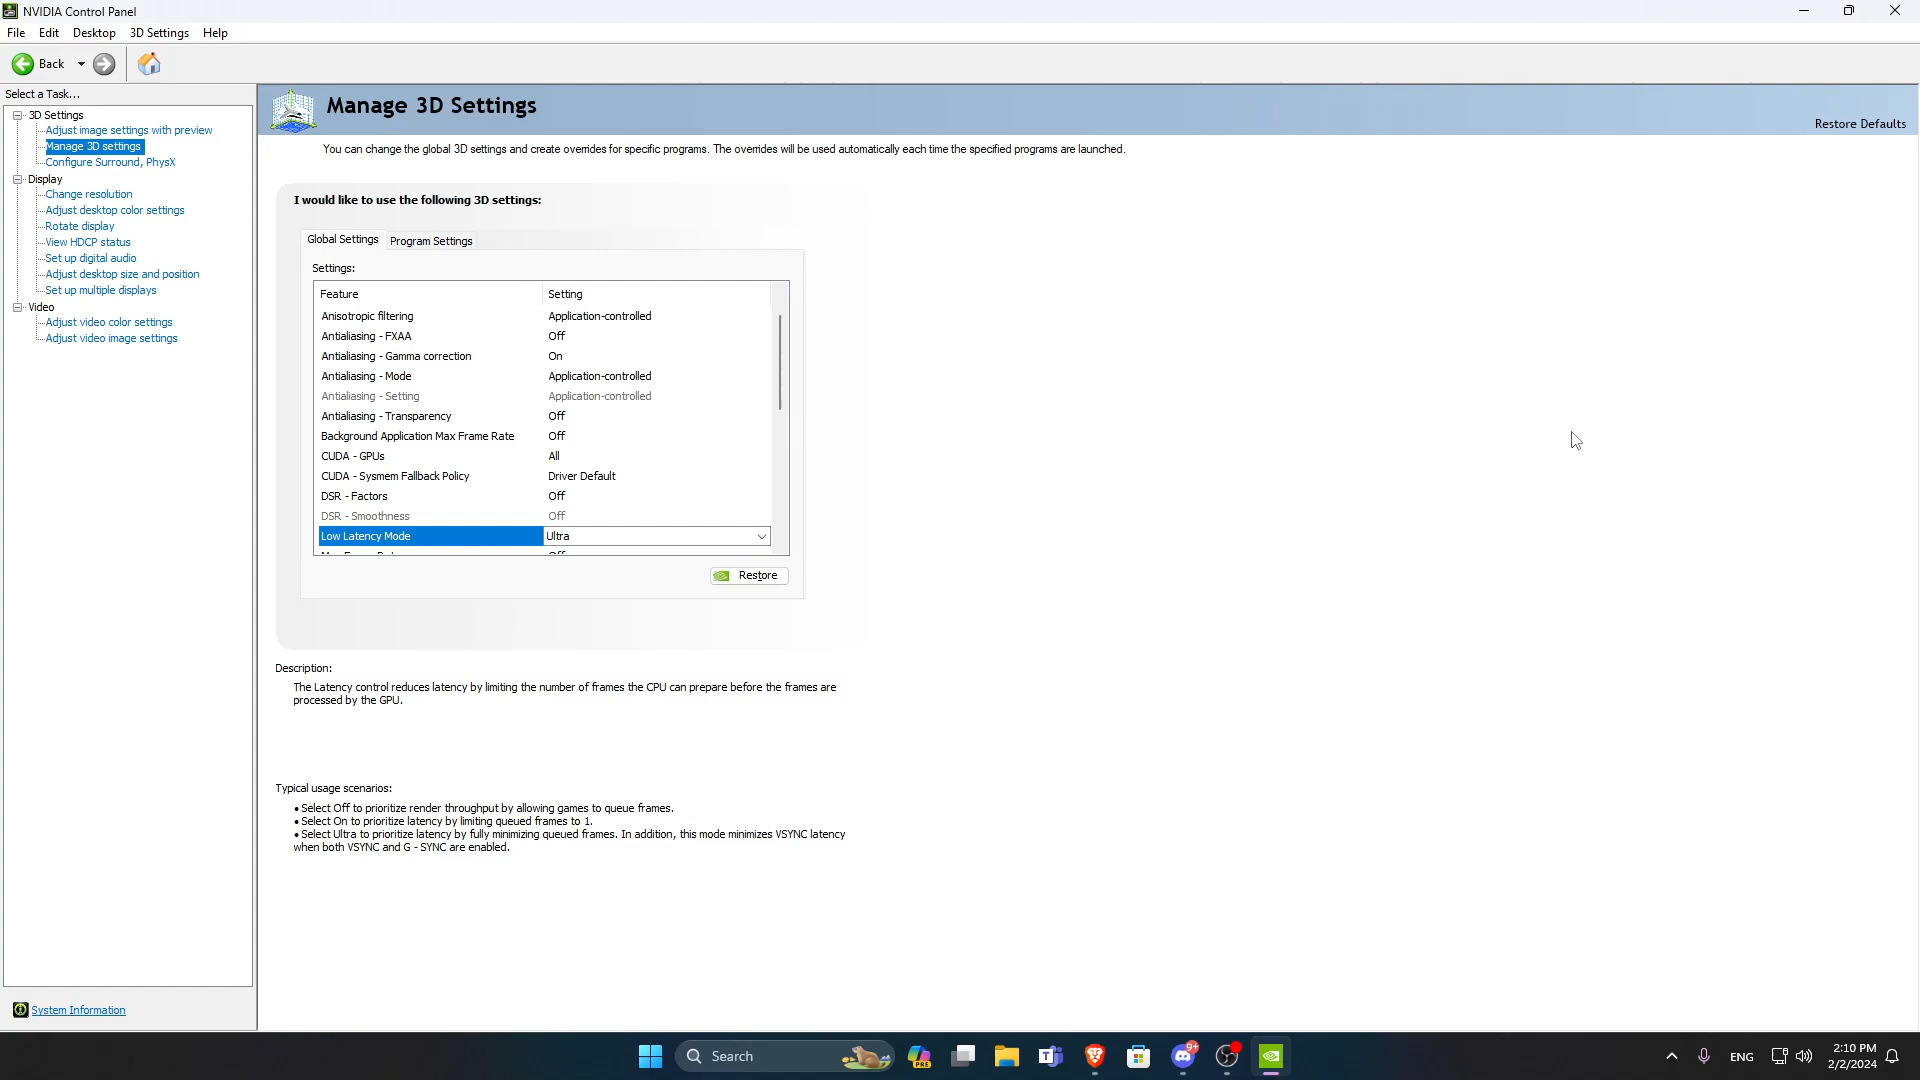 NVIDIA Control Panel
File Edit Desktop 3D Settings Help
Back
Select a Task...
3D Settings
Adjust image settings with preview
Manage 3D settings
Configure Surround, PhysX
Display
Change resolution
Adjust desktop color settings
Rotate display
View HDCP status
Set up digital audio
Adjust desktop size and position
Set up multiple displays
Video
Adjust video color settings
Adjust video image settings
System Information
Manage 3D Settings
Restore Defaults
You can change the global 3D settings and create overrides for specific programs. The overrides will be used automatically each time the specified programs are launched.
I would like to use the following 3D settings:
Global Settings Program Settings
Settings:
Feature Setting
Anisotropic filtering Application-controlled
Antialiasing - FXAA Off
Antialiasing - Gamma correction On
Antialiasing - Mode Application-controlled
Antialiasing - Setting Application-controlled
Antialiasing - Transparency Off
Background Application Max Frame Rate Off
CUDA - GPUs All
CUDA - Sysmem Fallback Policy Driver Default
DSR - Factors Off
DSR - Smoothness Off
Low Latency Mode Ultra
Restore
Description:
The Latency control reduces latency by limiting the number of frames the CPU can prepare before the frames are
processed by the GPU.
Typical usage scenarios:
• Select Off to prioritize render throughput by allowing games to queue frames.
• Select On to prioritize latency by limiting queued frames to 1.
• Select Ultra to prioritize latency by fully minimizing queued frames. In addition, this mode minimizes VSYNC latency
when both VSYNC and G - SYNC are enabled.
Search
PRE
9+
ENG
2:10 PM
2/2/2024